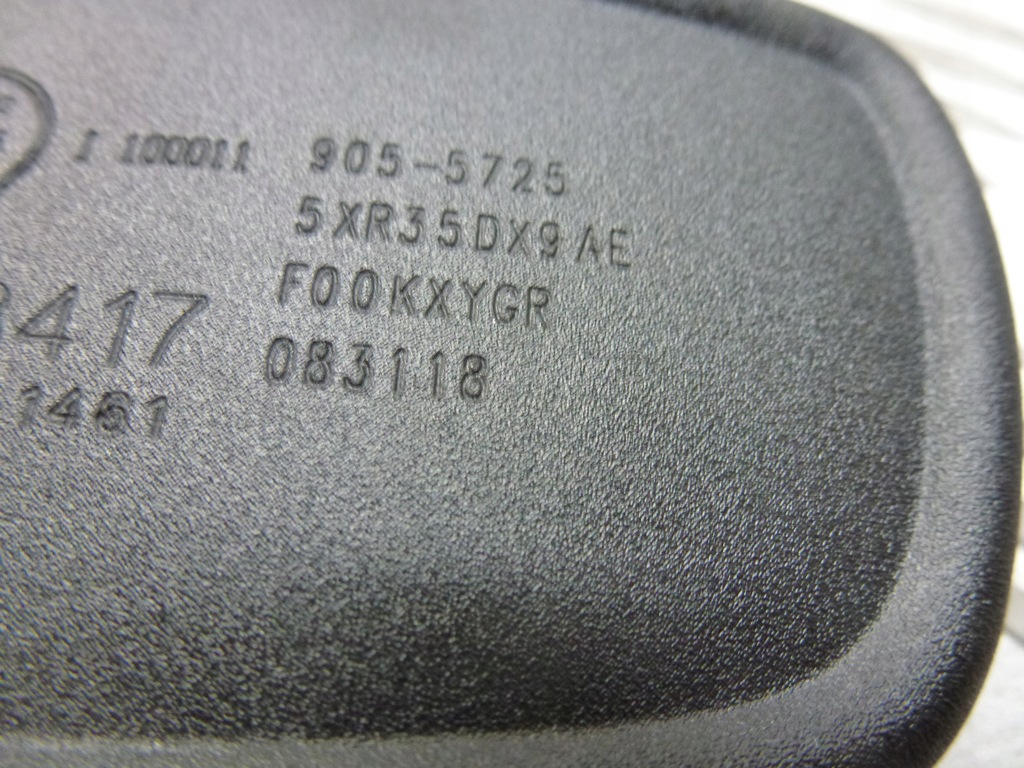 I 100011 905-5725
5XR35DX9AE
F00KXYGR
417 083118
1461